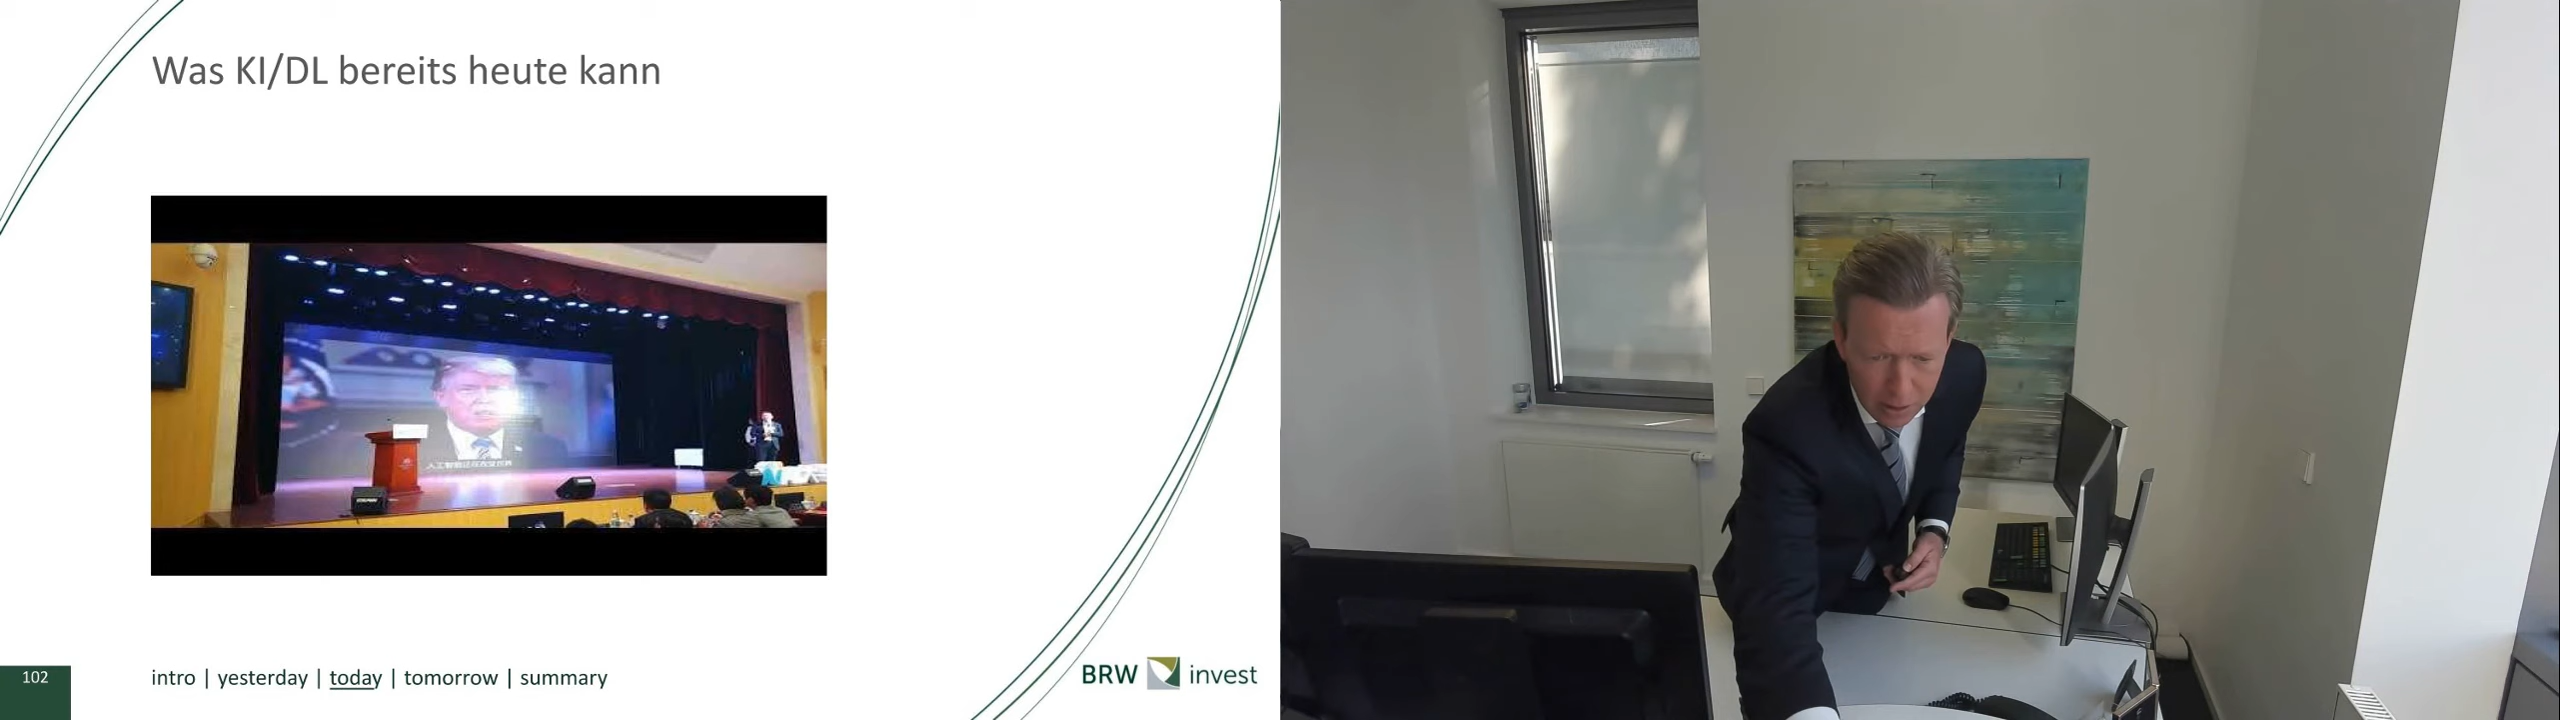 Was KI/DL bereits heute kann
102
intro | yesterday | today | tomorrow | summary
BRW invest